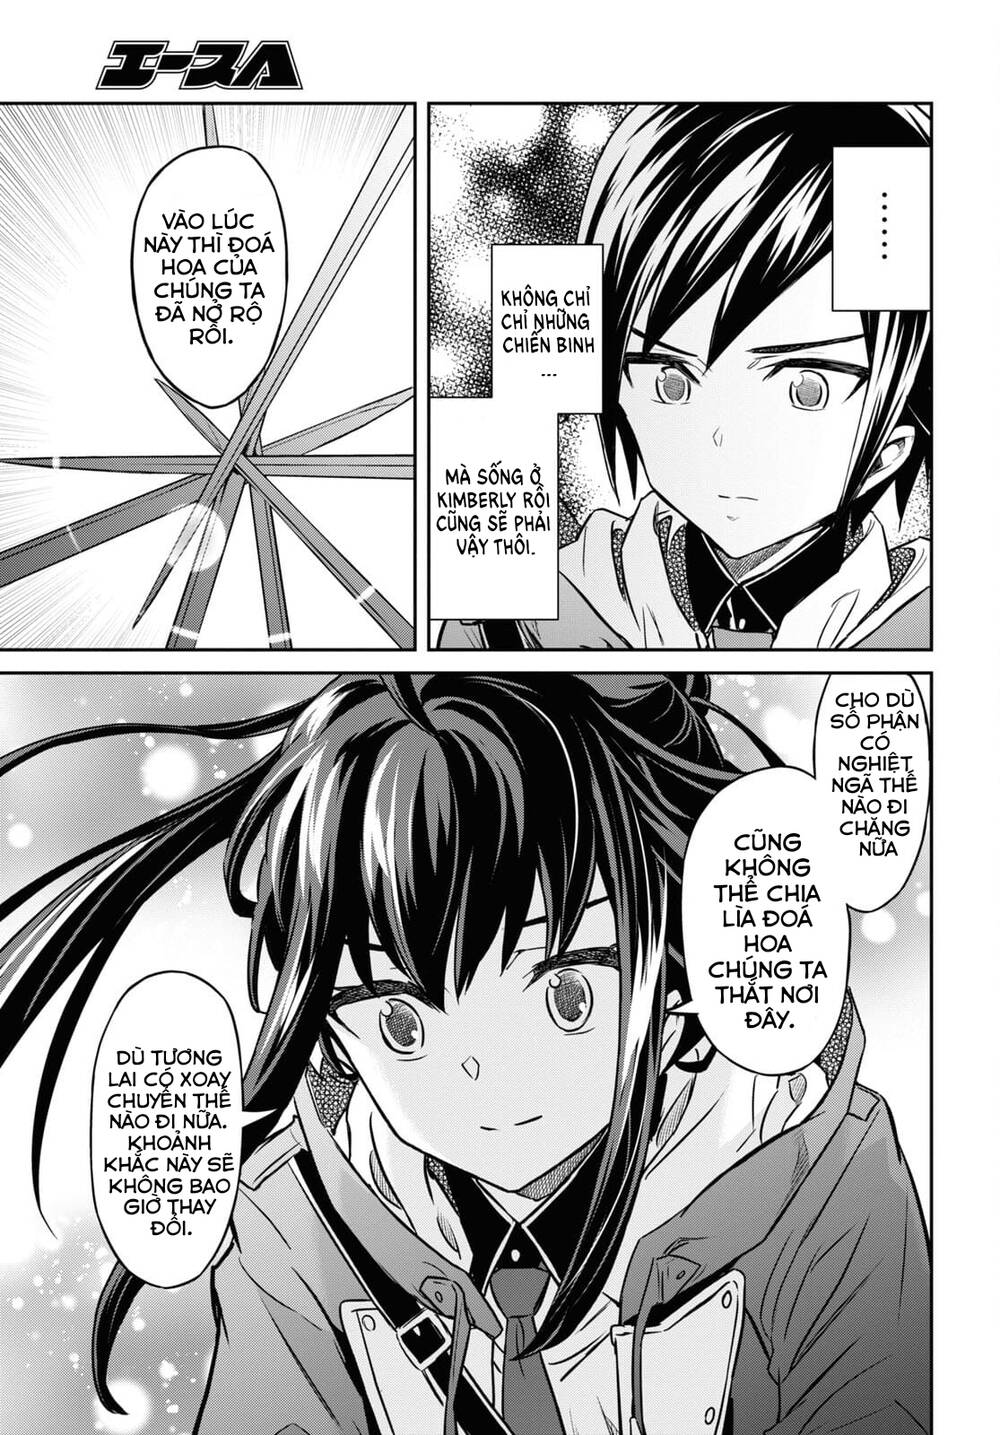 エースA
………
KHÔNG CHỈ
CHỈ NHỮNG
CHIẾN BINH
...
MÀ SỐNG Ở
KIMBERLY RỒI
CŨNG SẼ PHẢI
VẬY THÔI.
VÀO LÚC
NÀY THÌ ĐOÁ
HOA CỦA
CHÚNG TA
ĐÃ NỞ RỘ
RỒI.
CHO DÙ
SỐ PHẬN
CÓ
NGHIỆT
NGÃ THẾ
NÀO ĐI
CHĂNG
NỮA
CŨNG
KHÔNG
THỂ CHIA
LÌA ĐOÁ
HOA
CHÚNG TA
THẮT NƠI
ĐÂY.
DÙ TƯƠNG
LAI CÓ XOAY
CHUYỂN THẾ
NÀO ĐI NỮA.
KHOẢNH
KHẮC NÀY SẼ
KHÔNG BAO
GIỜ THAY
ĐỔI.